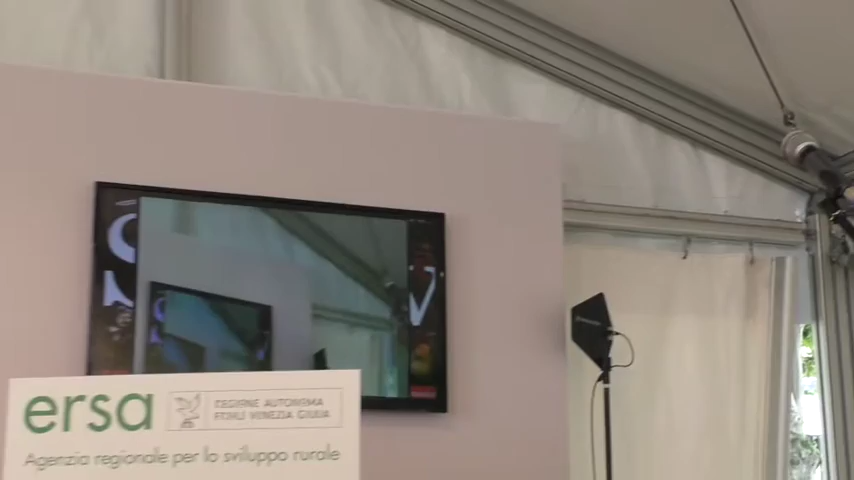 ersa
REGIONE AUTONOMA
FRIULI VENEZIA GIULIA
Agenzia regionale per lo sviluppo rurale